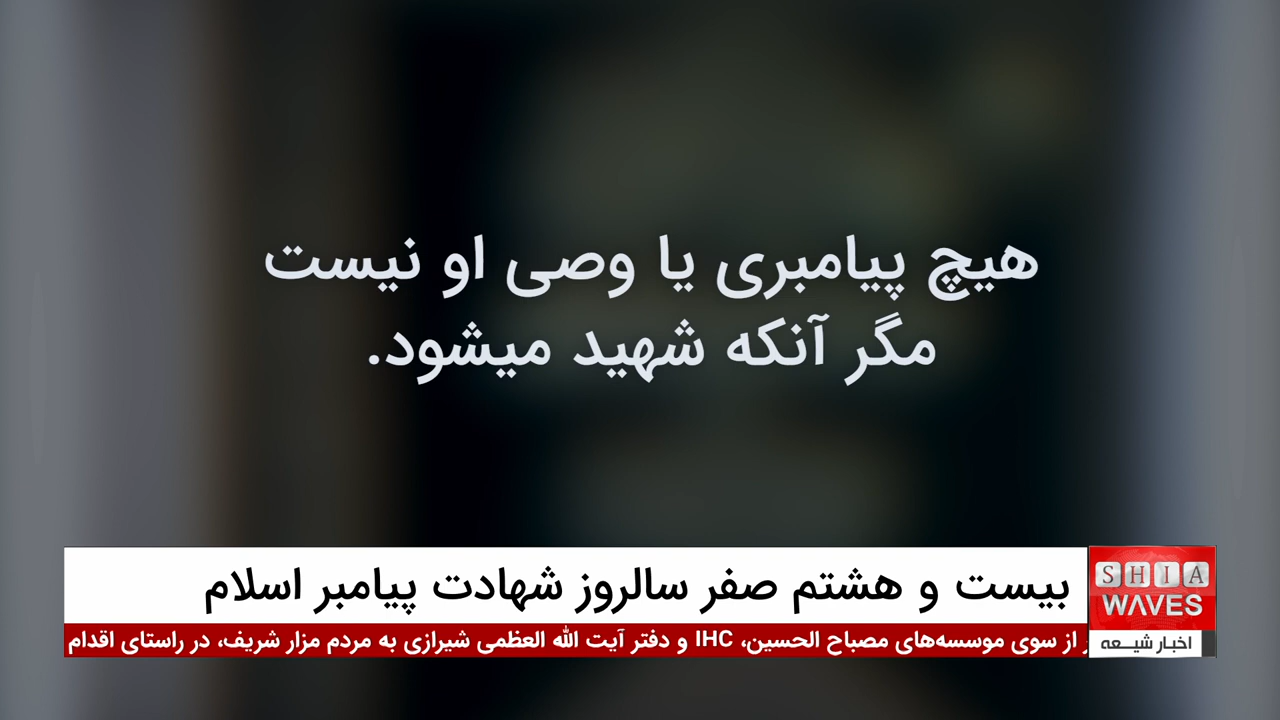 هیچ پیامبری یا وصی او نیست
مگر آنکه شهید میشود.
بیست و هشتم صفر سالروز شهادت پیامبر اسلام
SHIA
WAVES
از سوی موسسه‌های مصباح الحسین، IHC و دفتر آیت الله العظمی شیرازی به مردم مزار شریف، در راستای اقدام
اخبار شیعه